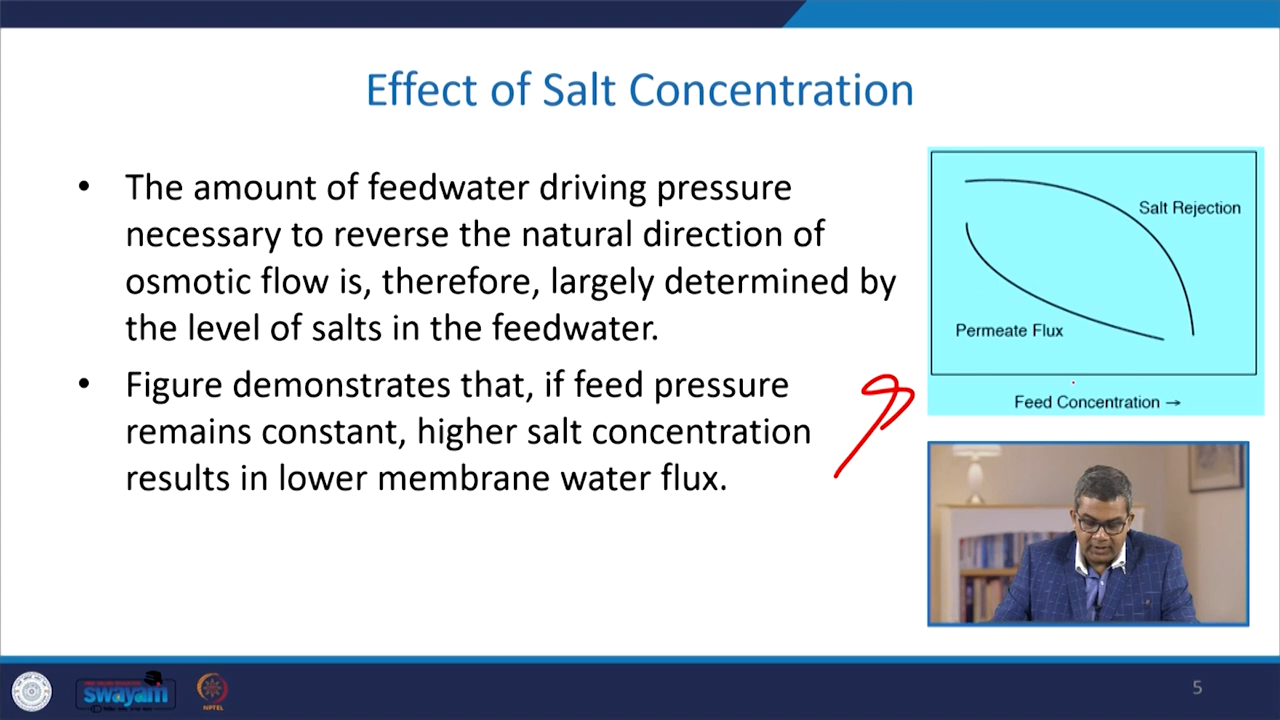 Effect of Salt Concentration
• The amount of feedwater driving pressure
necessary to reverse the natural direction of
osmotic flow is, therefore, largely determined by
the level of salts in the feedwater.
• Figure demonstrates that, if feed pressure
remains constant, higher salt concentration
results in lower membrane water flux.
Salt Rejection
Permeate Flux
Feed Concentration →
swayam
NPTEL
5